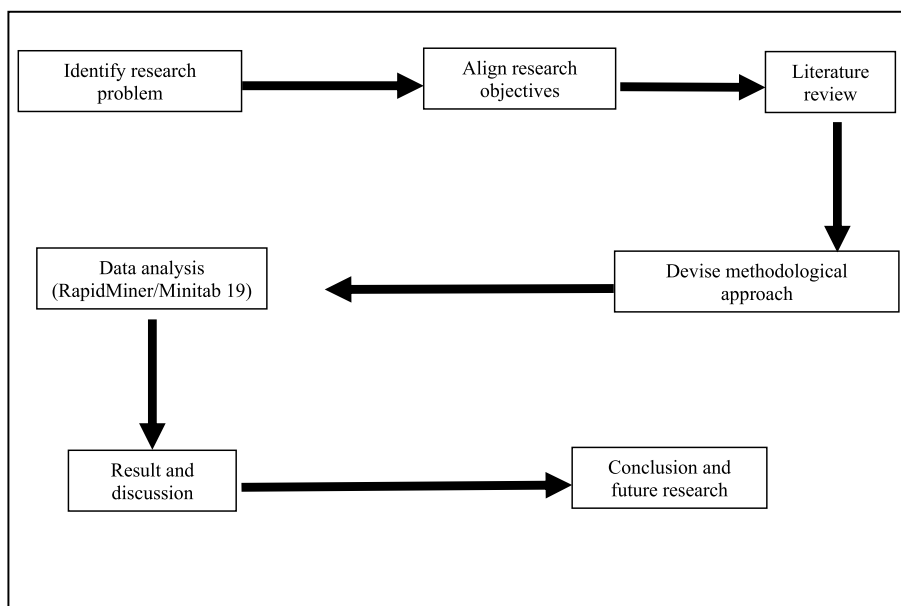 Identify research
problem
Align research
objectives
Literature
review
Devise methodological
approach
Data analysis
(RapidMiner/Minitab 19)
Result and
discussion
Conclusion and
future research